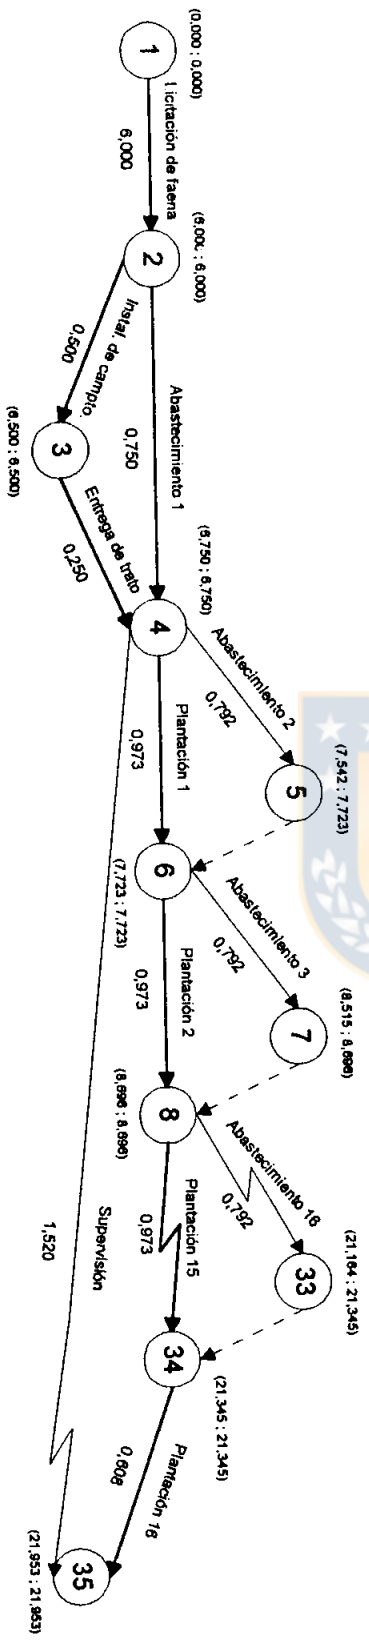 (0,000 ; 0,000)
1
Licitación de faena
6,000
(6,000 ; 6,000)
2
Instal. de campto.
0,500
(6,500 ; 6,500)
3
Abastecimiento 1
0,750
Entrega de trato
0,250
(6,750 ; 6,750)
4
Abastecimiento 2
0,792
(7,542 ; 7,723)
5
Plantación 1
0,973
(7,723 ; 7,723)
6
Abastecimiento 3
0,792
(8,515 ; 8,696)
7
Plantación 2
0,973
(8,696 ; 8,696)
8
Abastecimiento 16
0,792
(21,164 ; 21,345)
33
Plantación 15
0,973
(21,345 ; 21,345)
34
Plantación 16
0,608
Supervisión
1,520
(21,953 ; 21,953)
35